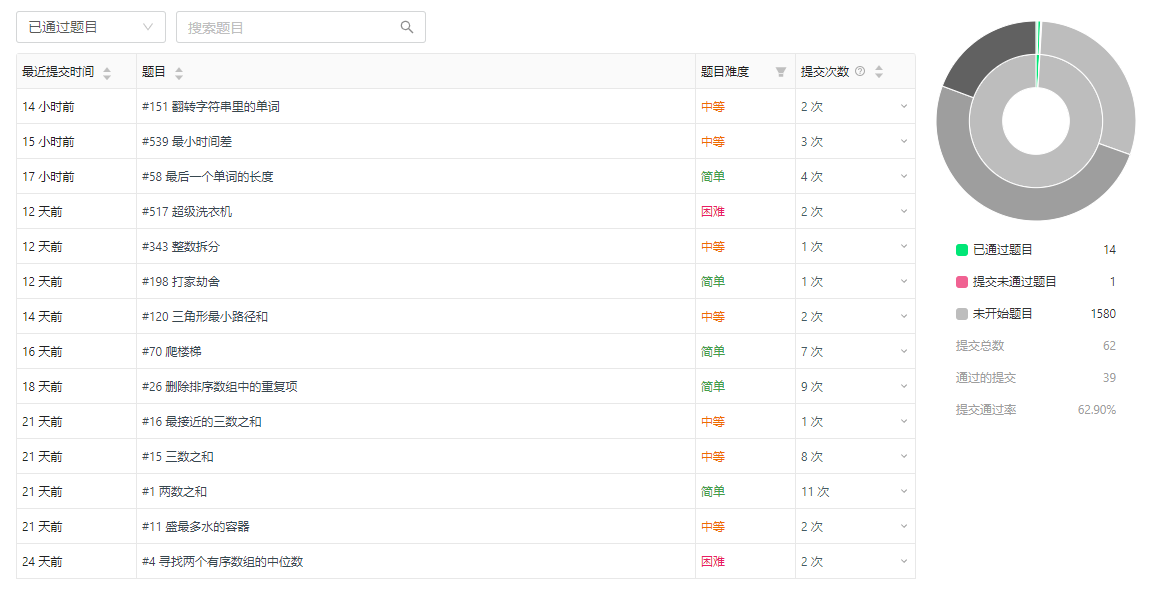 已通过题目 搜索题目
最近提交时间 题目 题目难度 提交次数
14 小时前 #151 翻转字符串里的单词 中等 2 次
15 小时前 #539 最小时间差 中等 3 次
17 小时前 #58 最后一个单词的长度 简单 4 次
12 天前 #517 超级洗衣机 困难 2 次
12 天前 #343 整数拆分 中等 1 次
12 天前 #198 打家劫舍 简单 1 次
14 天前 #120 三角形最小路径和 中等 2 次
16 天前 #70 爬楼梯 简单 7 次
18 天前 #26 删除排序数组中的重复项 简单 9 次
21 天前 #16 最接近的三数之和 中等 1 次
21 天前 #15 三数之和 中等 8 次
21 天前 #1 两数之和 简单 11 次
21 天前 #11 盛最多水的容器 中等 2 次
24 天前 #4 寻找两个有序数组的中位数 困难 2 次
已通过题目 14
提交未通过题目 1
未开始题目 1580
提交总数 62
通过的提交 39
提交通过率 62.90%